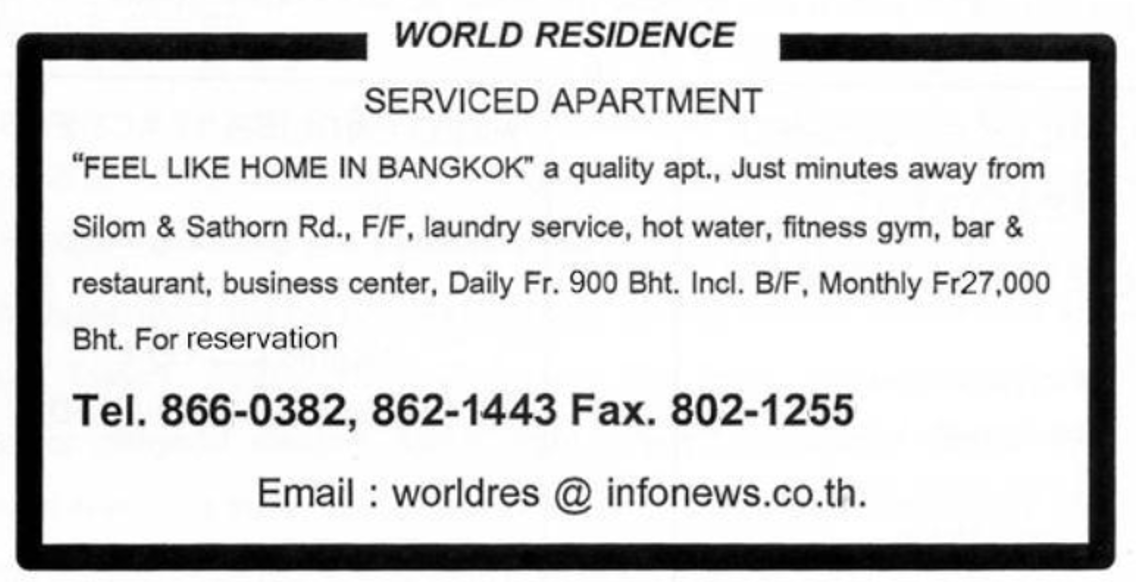 WORLD RESIDENCE
SERVICED APARTMENT
“FEEL LIKE HOME IN BANGKOK” a quality apt., Just minutes away from
Silom & Sathorn Rd., F/F, laundry service, hot water, fitness gym, bar &
restaurant, business center, Daily Fr. 900 Bht. Incl. B/F, Monthly Fr27,000
Bht. For reservation
Tel. 866-0382, 862-1443 Fax. 802-1255
Email : worldres @ infonews.co.th.